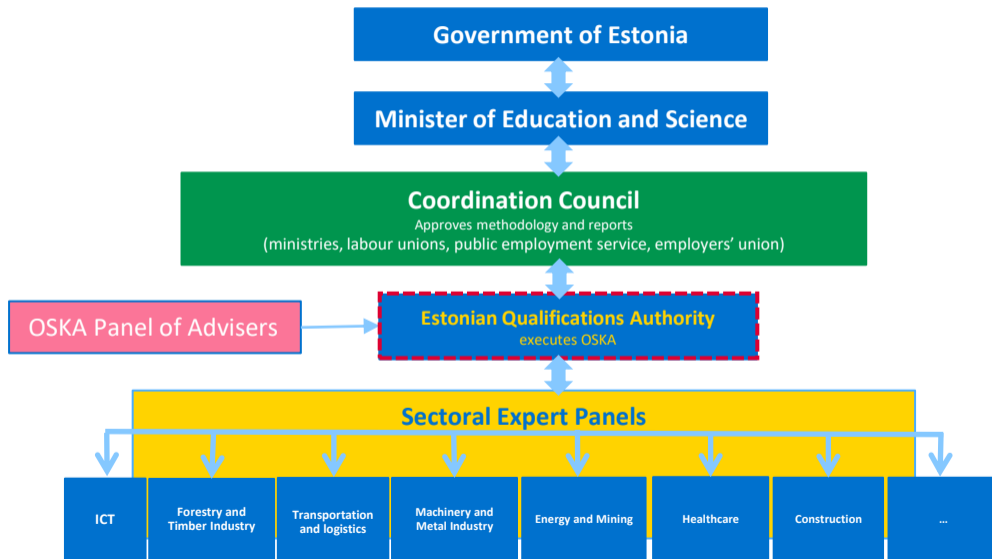 Government of Estonia
Minister of Education and Science
Coordination Council
Approves methodology and reports
(ministries, labour unions, public employment service, employers’ union)
OSKA Panel of Advisers
Estonian Qualifications Authority
executes OSKA
Sectoral Expert Panels
ICT
Forestry and
Timber Industry
Transportation
and logistics
Machinery and
Metal Industry
Energy and Mining
Healthcare
Construction
...